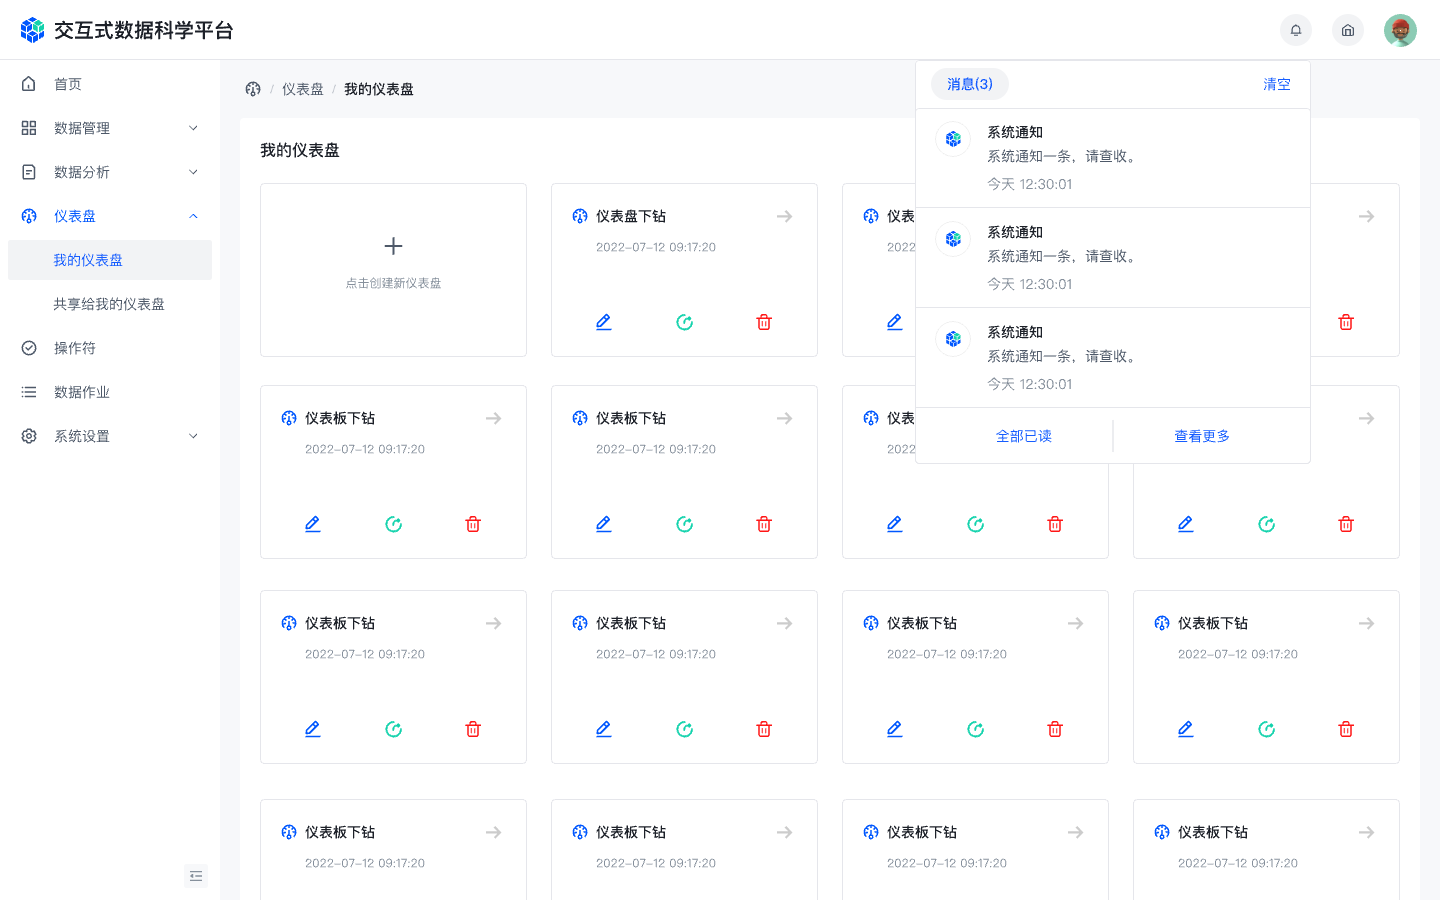 交互式数据科学平台
首页
数据管理
数据分析
仪表盘
我的仪表盘
共享给我的仪表盘
操作符
数据作业
系统设置
/ 仪表盘 / 我的仪表盘
我的仪表盘
点击创建新仪表盘
仪表盘下钻
2022-07-12 09:17:20
仪表
2022
消息(3)
清空
系统通知
系统通知一条，请查收。
今天 12:30:01
系统通知
系统通知一条，请查收。
今天 12:30:01
系统通知
系统通知一条，请查收。
今天 12:30:01
全部已读
查看更多
仪表板下钻
2022-07-12 09:17:20
仪表板下钻
2022-07-12 09:17:20
仪表
2022
仪表板下钻
2022-07-12 09:17:20
仪表板下钻
2022-07-12 09:17:20
仪表板下钻
2022-07-12 09:17:20
仪表板下钻
2022-07-12 09:17:20
仪表板下钻
2022-07-12 09:17:20
仪表板下钻
2022-07-12 09:17:20
仪表板下钻
2022-07-12 09:17:20
仪表板下钻
2022-07-12 09:17:20